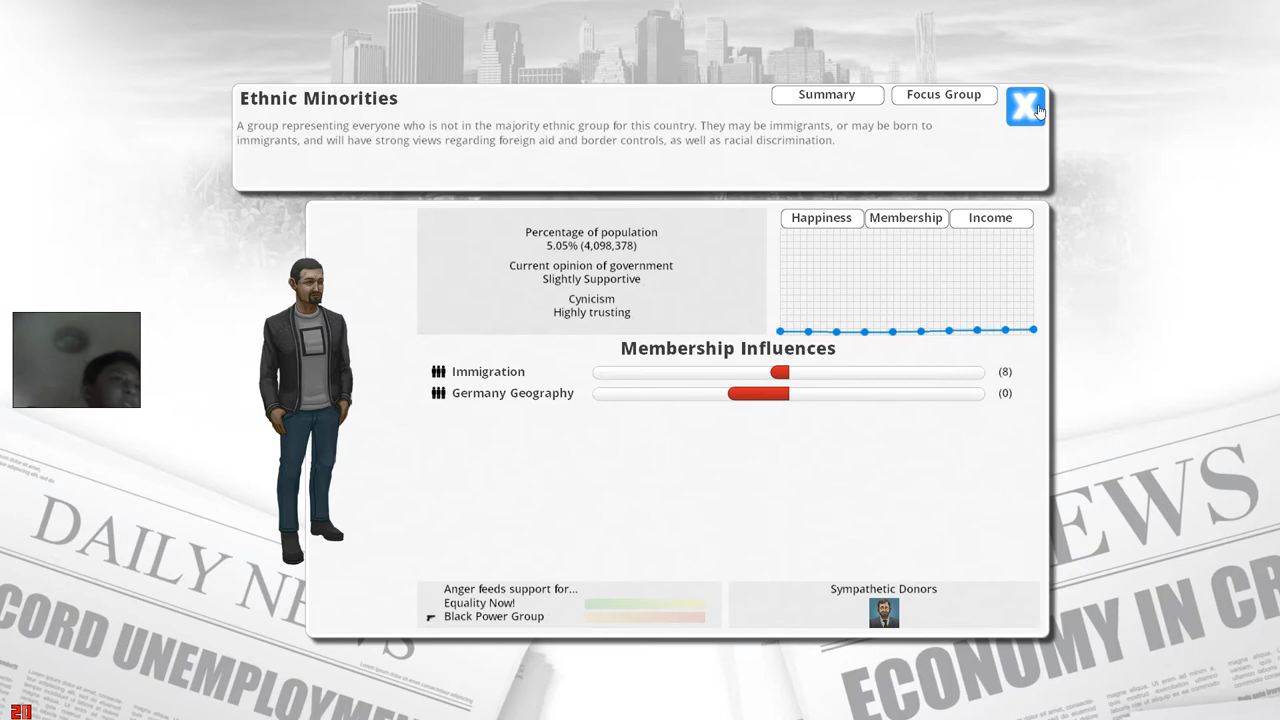 Ethnic Minorities
Summary
Focus Group
X
A group representing everyone who is not in the majority ethnic group for this country. They may be immigrants, or may be born to
immigrants, and will have strong views regarding foreign aid and border controls, as well as racial discrimination.
Percentage of population
5.05% (4,098,378)
Current opinion of government
Slightly Supportive
Cynicism
Highly trusting
Happiness
Membership
Income
Membership Influences
Immigration (8)
Germany Geography (0)
Anger feeds support for...
Equality Now!
Black Power Group
Sympathetic Donors
DAILY NE
CORD UNEMPLOYM
EWS
ECONOMY IN CR
20